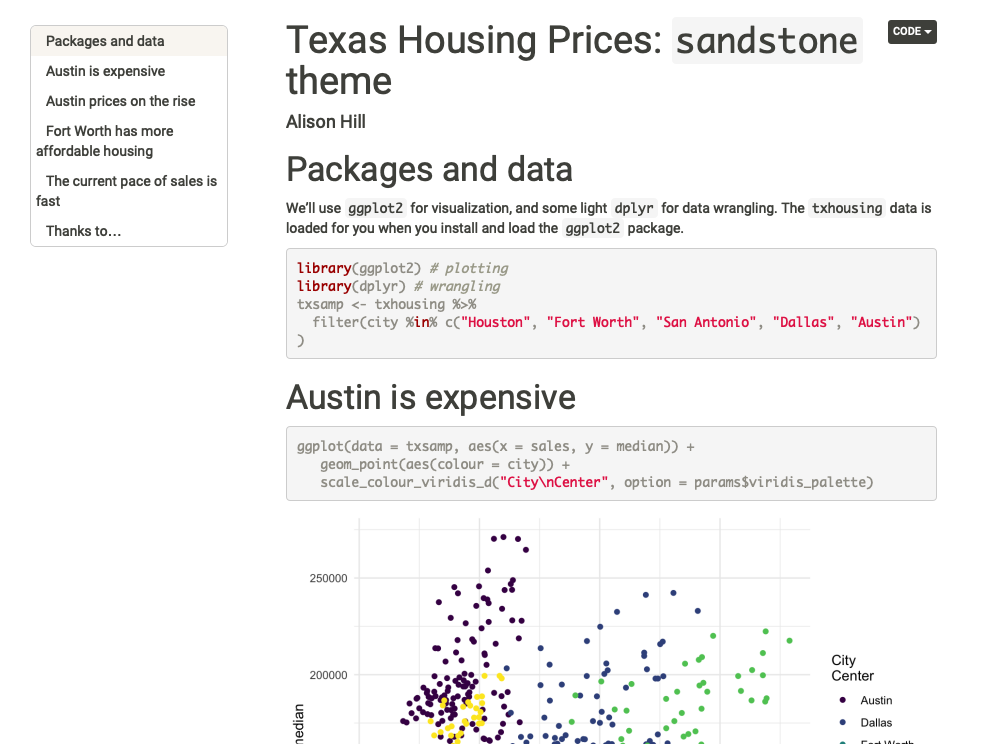 Packages and data
Austin is expensive
Austin prices on the rise
Fort Worth has more
affordable housing
The current pace of sales is
fast
Thanks to…
Texas Housing Prices: sandstone
theme
CODE
Alison Hill
Packages and data
We’ll use ggplot2 for visualization, and some light dplyr for data wrangling. The txhousing data is
loaded for you when you install and load the ggplot2 package.
library(ggplot2) # plotting
library(dplyr) # wrangling
txsamp <- txhousing %>%
  filter(city %in% c("Houston", "Fort Worth", "San Antonio", "Dallas", "Austin")
)
Austin is expensive
ggplot(data = txsamp, aes(x = sales, y = median)) +
   geom_point(aes(colour = city)) +
   scale_colour_viridis_d("City\nCenter", option = params$viridis_palette)
250000
200000
median
City
Center
Austin
Dallas
Fort Worth